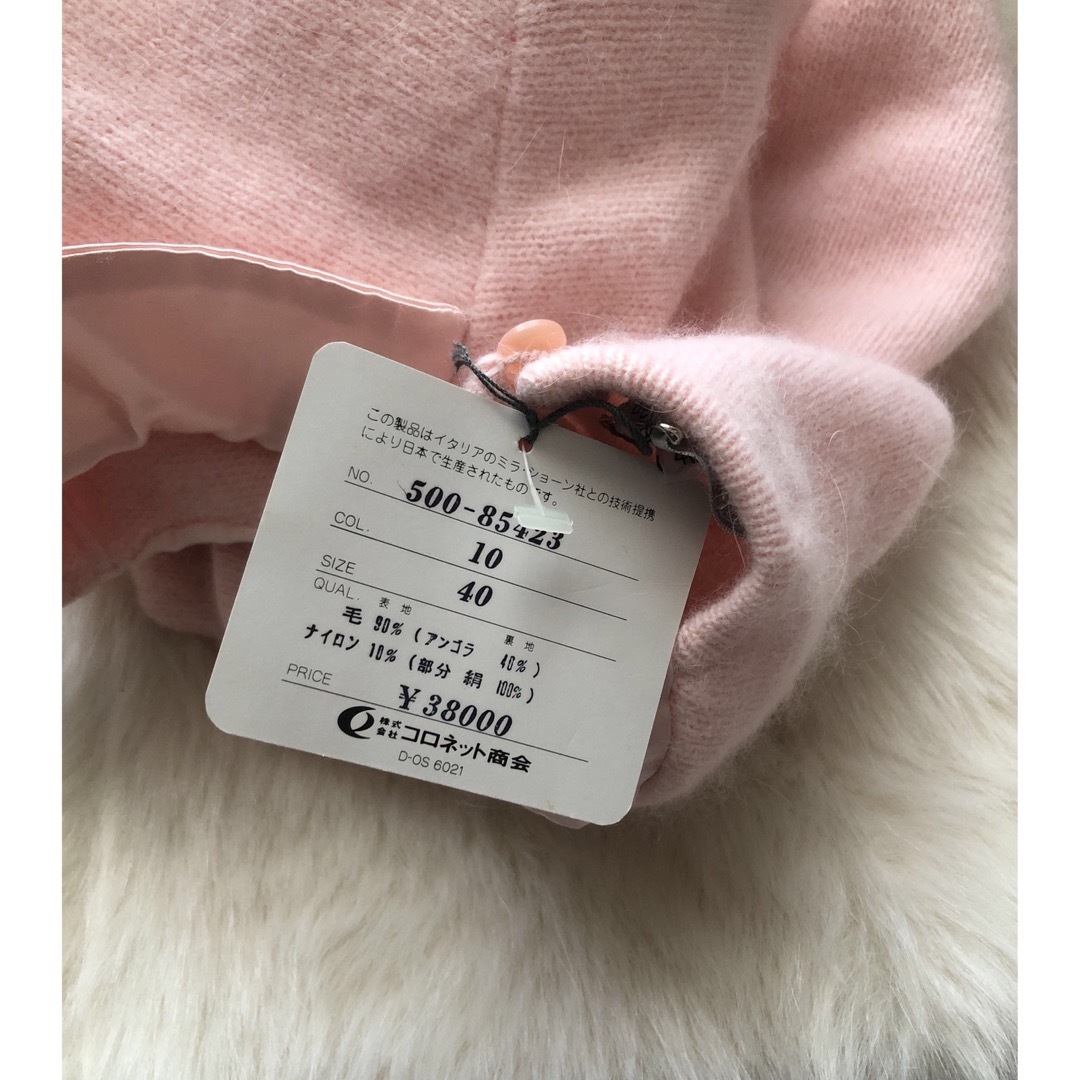 この製品はイタリアのミラ・ショーン社との技術提携
により日本で生産されたものです。
NO. 500-85423
COL. 10
SIZE 40
QUAL. 表地 裏地
毛 90% (アンゴラ 40%)
ナイロン 10% (部分 絹 100%)
PRICE ¥38000
株式会社 コロネット商会
D-OS 6021